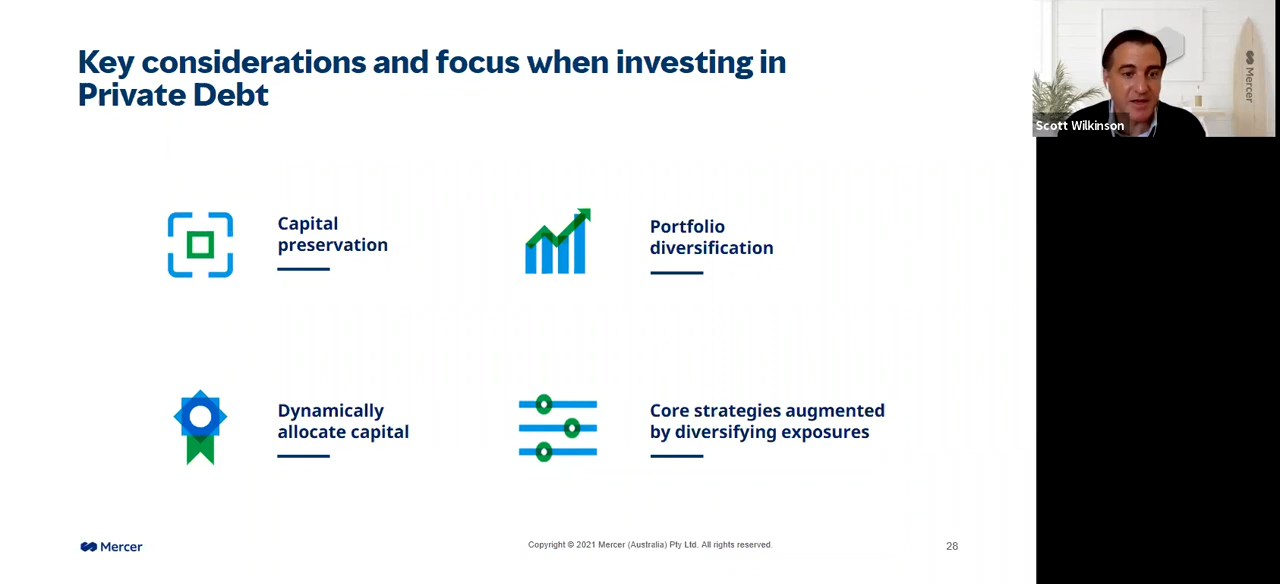 Key considerations and focus when investing in
Private Debt
Scott Wilkinson
Mercer
Capital
preservation
Portfolio
diversification
Dynamically
allocate capital
Core strategies augmented
by diversifying exposures
Mercer
Copyright © 2021 Mercer (Australia) Pty Ltd. All rights reserved.
28